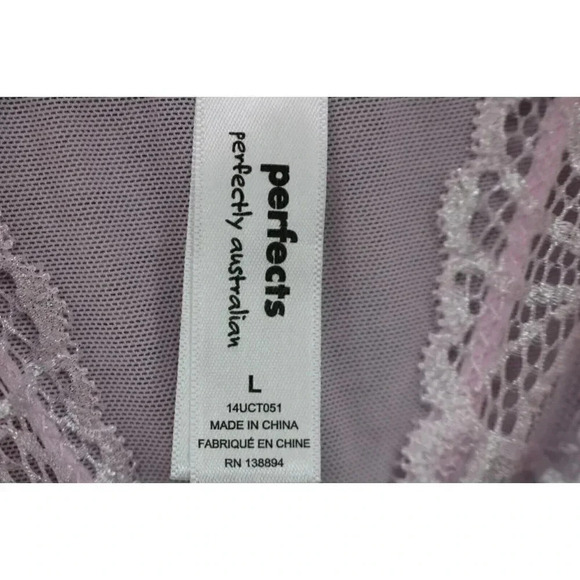 perfects
perfectly australian
L
14UCT051
MADE IN CHINA
FABRIQUÉ EN CHINE
RN 138894